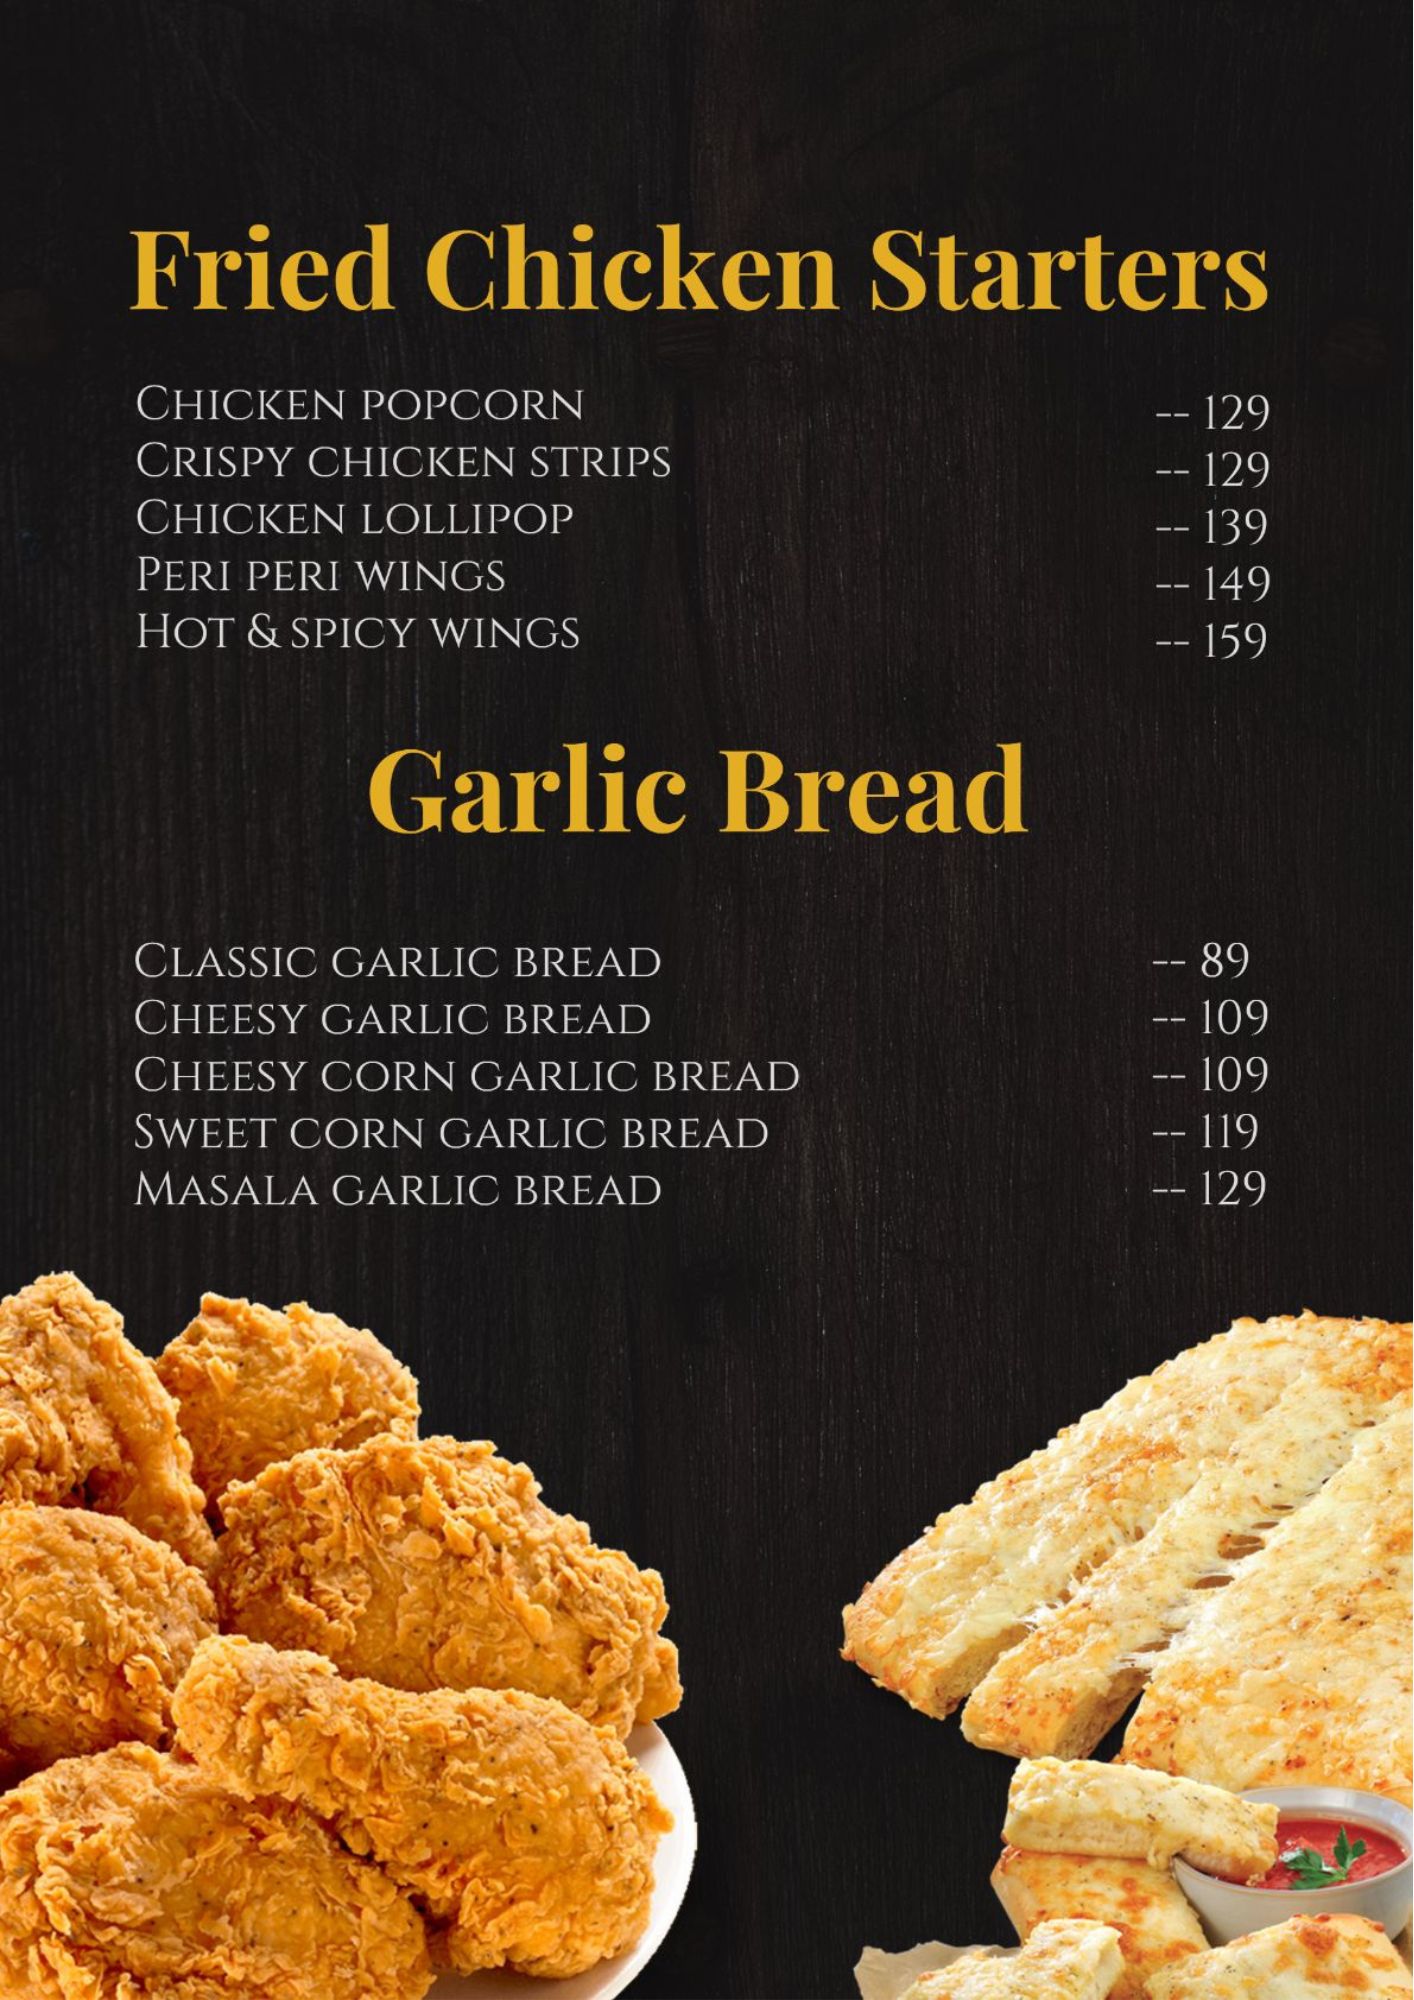 Fried Chicken Starters
Chicken popcorn -- 129
Crispy chicken strips -- 129
Chicken lollipop -- 139
Peri peri wings -- 149
Hot & spicy wings -- 159
Garlic Bread
Classic garlic bread -- 89
Cheesy garlic bread -- 109
Cheesy corn garlic bread -- 109
Sweet corn garlic bread -- 119
Masala garlic bread -- 129